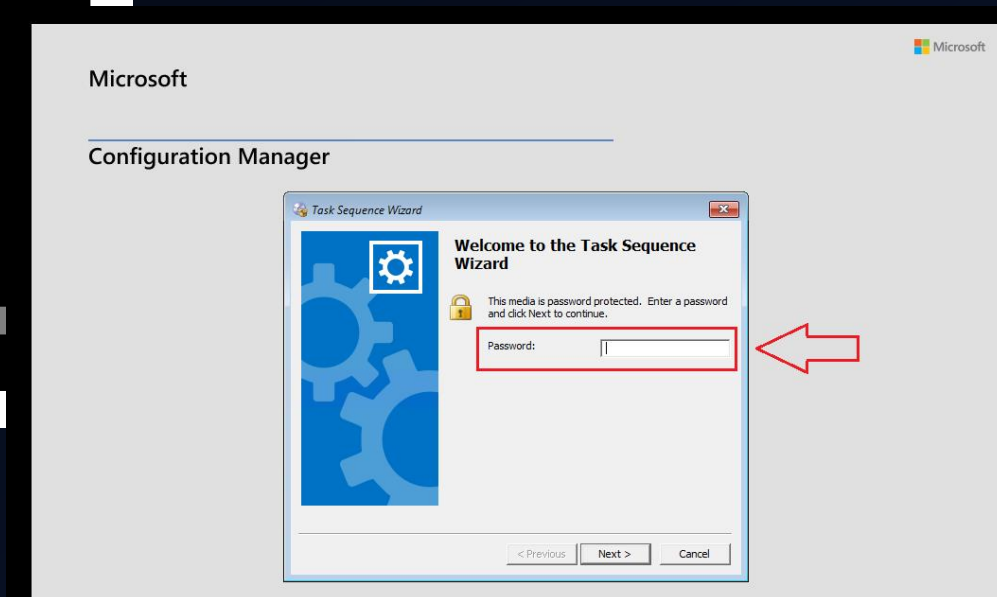 Microsoft
Microsoft
Configuration Manager
Task Sequence Wizard
Welcome to the Task Sequence
Wizard
This media is password protected. Enter a password
and click Next to continue.
Password:
< Previous Next > Cancel